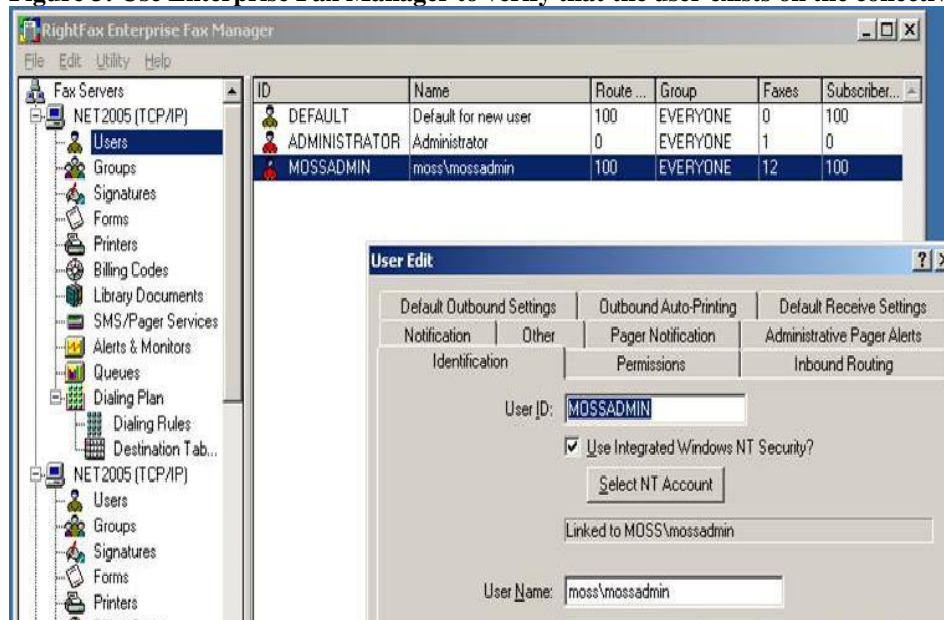 Figure 3: Use Enterprise Fax Manager to verify that the user exists on the
RightFax Enterprise Fax Manager
File Edit Utility Help
Fax Servers
NET2005 (TCP/IP)
Users
Groups
Signatures
Forms
Printers
Billing Codes
Library Documents
SMS/Pager Services
Alerts & Monitors
Queues
Dialing Plan
Dialing Rules
Destination Tab...
NET2005 (TCP/IP)
Users
Groups
Signatures
Forms
Printers
ID Name Route ... Group Faxes Subscriber...
DEFAULT Default for new user 100 EVERYONE 0 100
ADMINISTRATOR Administrator 0 EVERYONE 1 0
MOSSADMIN moss\mossadmin 100 EVERYONE 12 100
User Edit
Default Outbound Settings Outbound Auto-Printing Default Receive Settings
Notification Other Pager Notification Administrative Pager Alerts
Identification Permissions Inbound Routing
User ID: MOSSADMIN
Use Integrated Windows NT Security?
Select NT Account
Linked to MOSS\mossadmin
User Name: moss\mossadmin